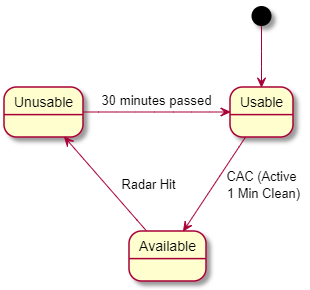 Unusable
30 minutes passed
Usable
CAC (Active
1 Min Clean)
Radar Hit
Available